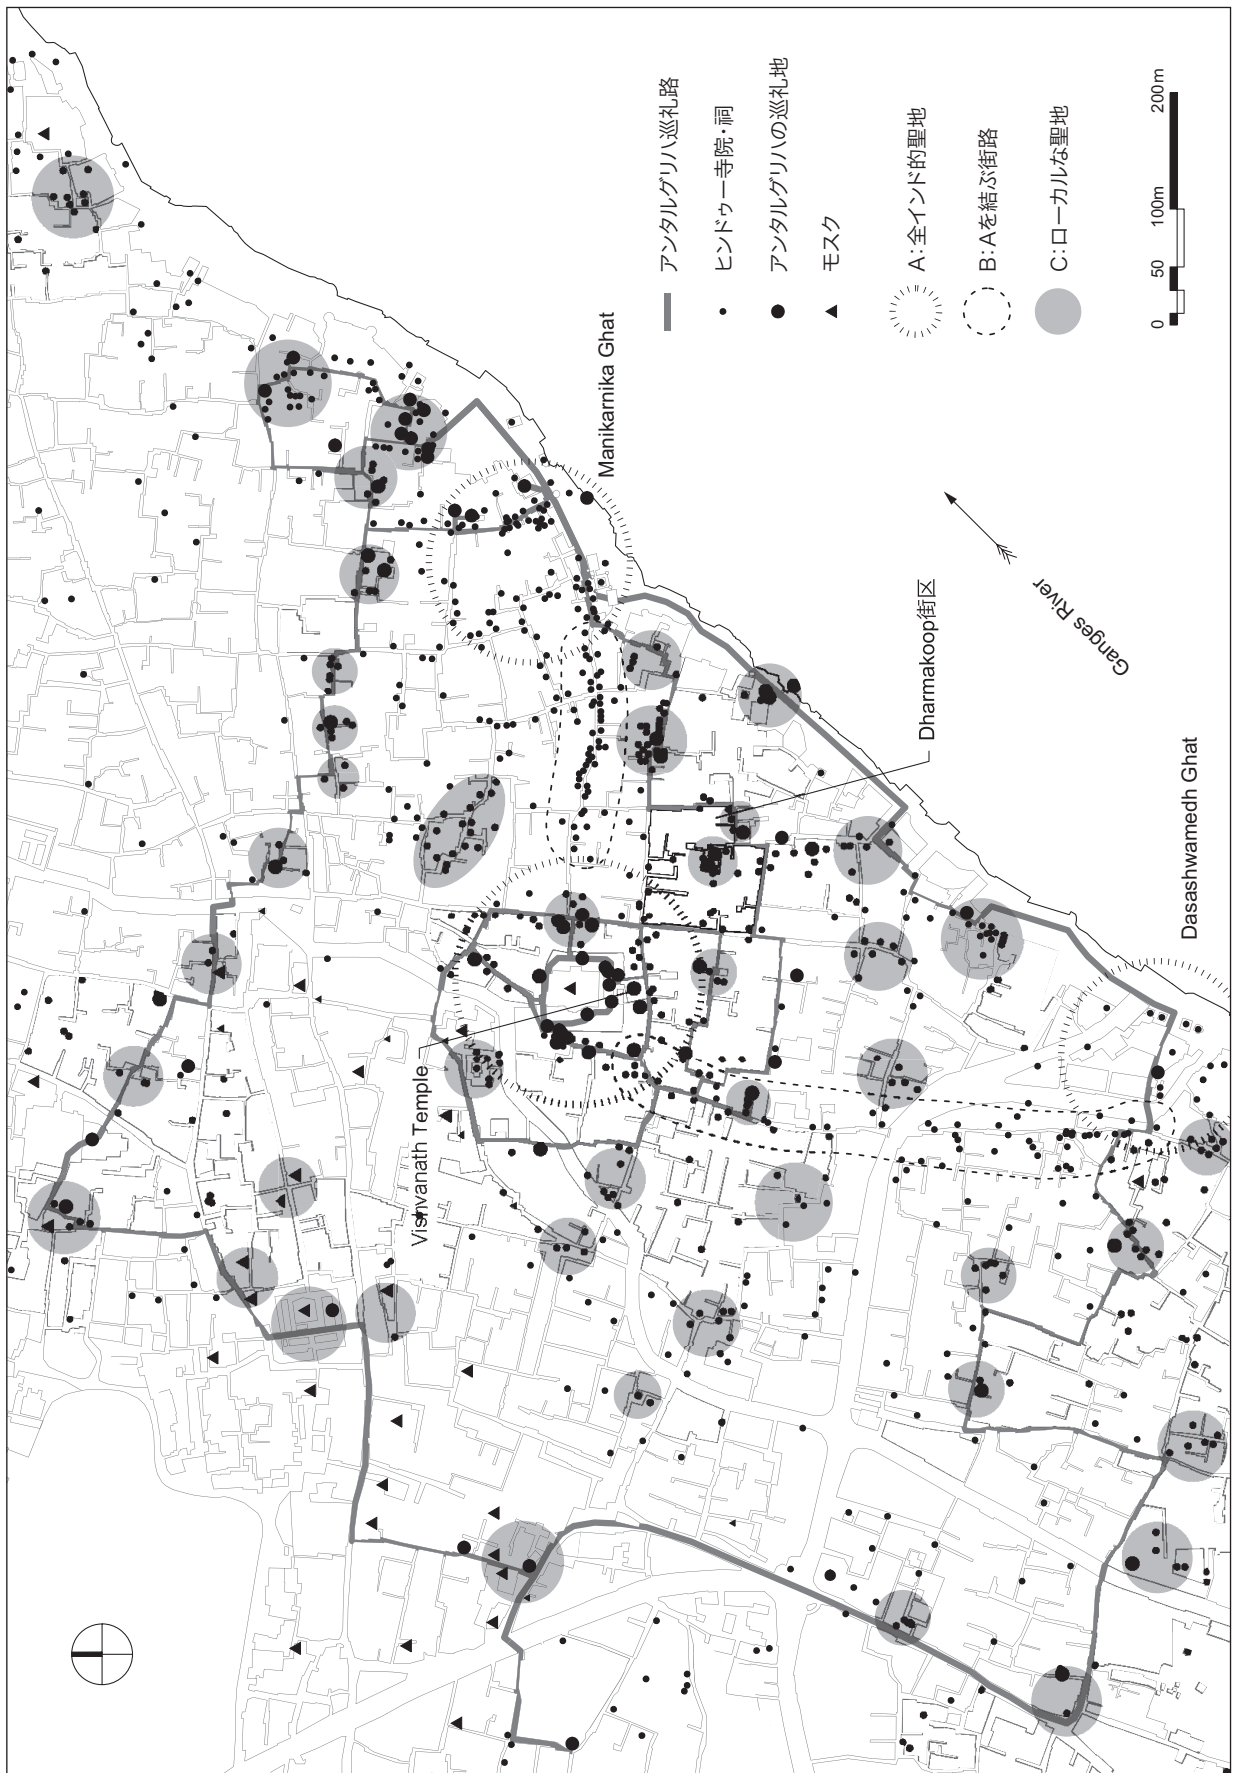 アンタルグリハ巡礼路
ヒンドゥー寺院・祠
アンタルグリハの巡礼地
モスク
A:全インド的聖地
B:Aを結ぶ街路
C:ローカルな聖地
0 50 100m 200m
Manikarnika Ghat
Ganges River
Dharmakoop街区
Dasashwamedh Ghat
Vishvanath Temple